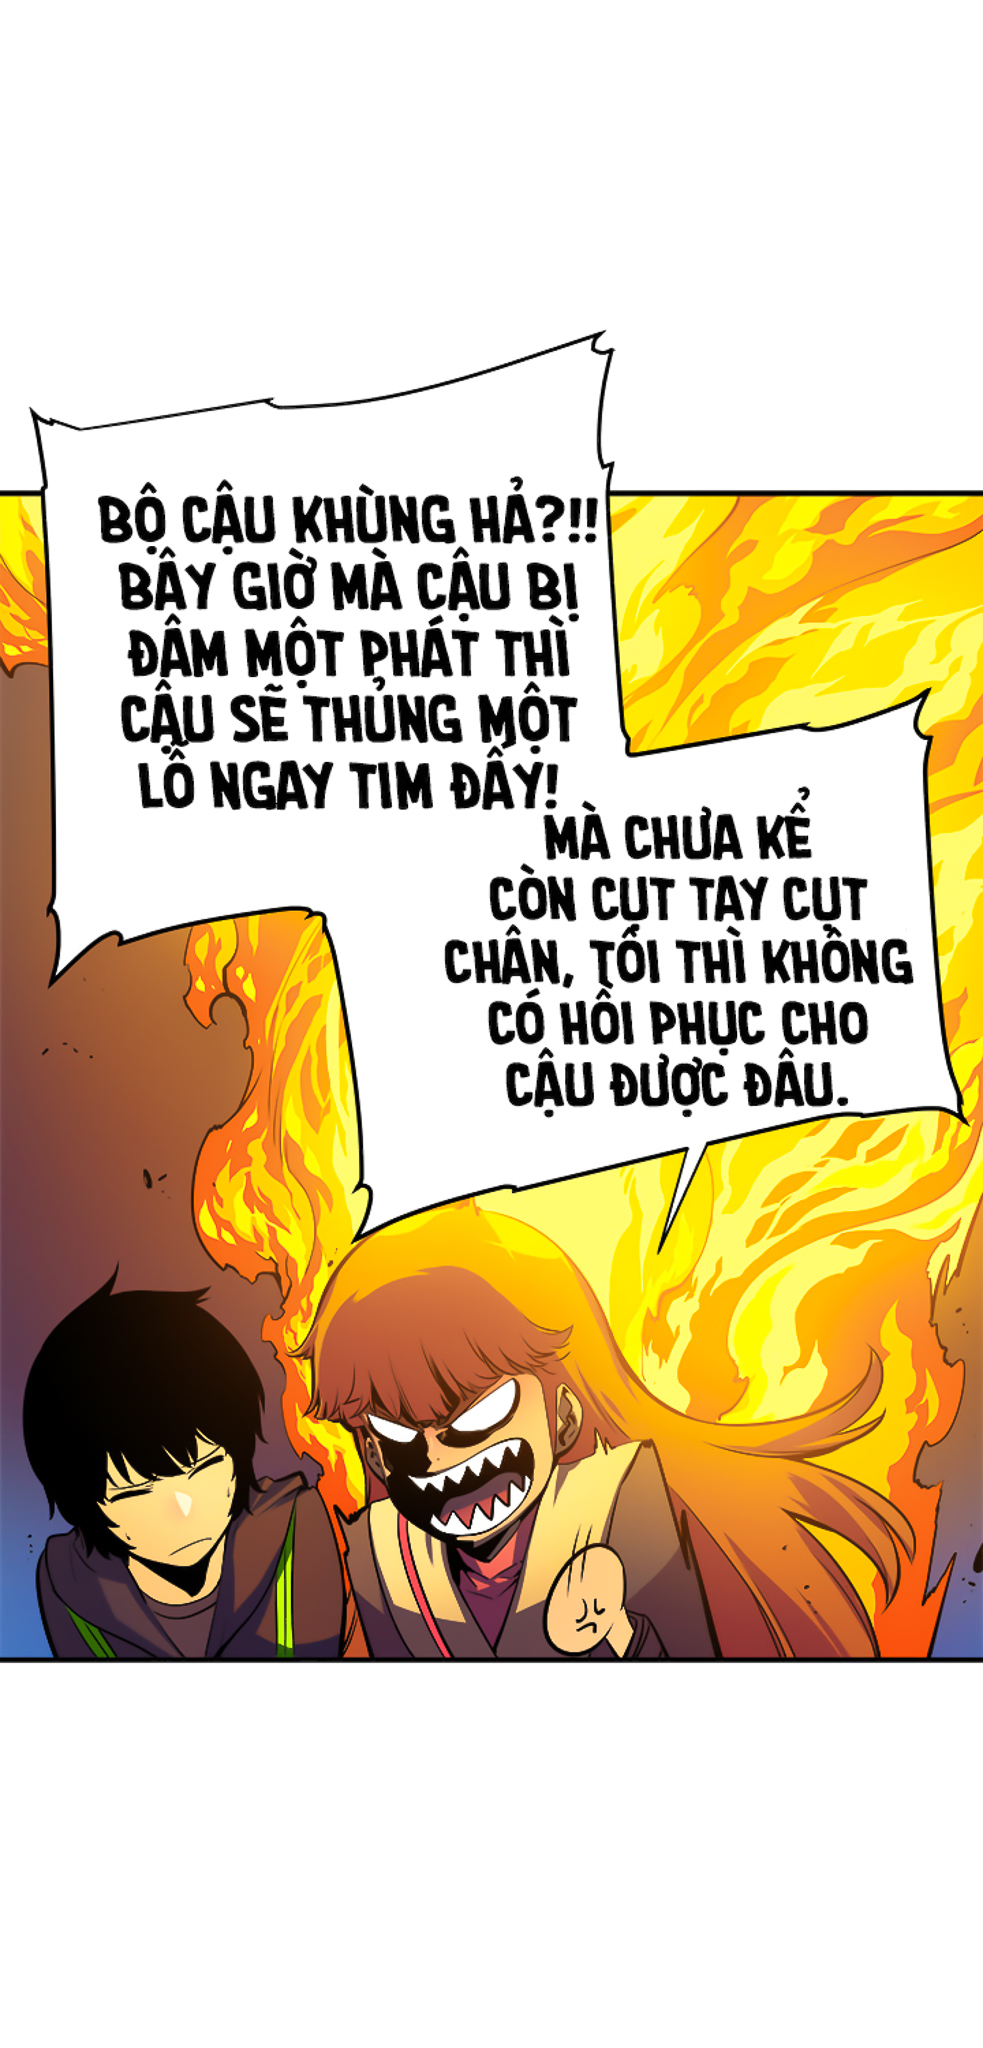 BỘ CẬU KHÙNG HẢ?!!
BÂY GIỜ MÀ CẬU BỊ
ĐÂM MỘT PHÁT THÌ
CẬU SẼ THỦNG MỘT
LỖ NGAY TIM ĐẤY!
MÀ CHƯA KỂ
CÒN CỤT TAY CỤT
CHÂN, TÔI THÌ KHÔNG
CÓ HỒI PHỤC CHO
CẬU ĐƯỢC ĐÂU.